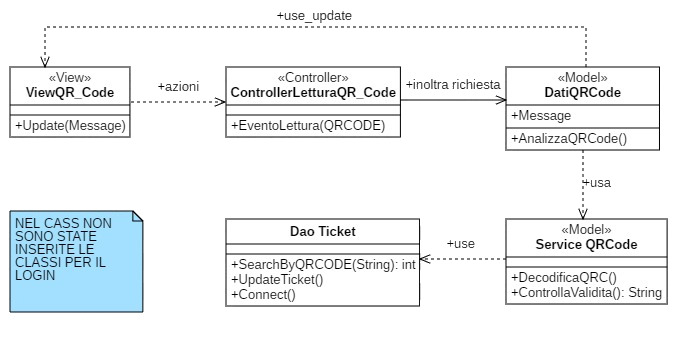 +use_update
«View»
ViewQR_Code
+Update(Message)
+azioni
«Controller»
ControllerLetturaQR_Code
+EventoLettura(QRCODE)
+inoltra richiesta
«Model»
DatiQRCode
+Message
+AnalizzaQRCode()
+usa
NEL CASS NON
SONO STATE
INSERITE LE
CLASSI PER IL
LOGIN
Dao Ticket
+SearchByQRCODE(String): int
+UpdateTicket()
+Connect()
+use
«Model»
Service QRCode
+DecodificaQRC()
+ControllaValidita(): String